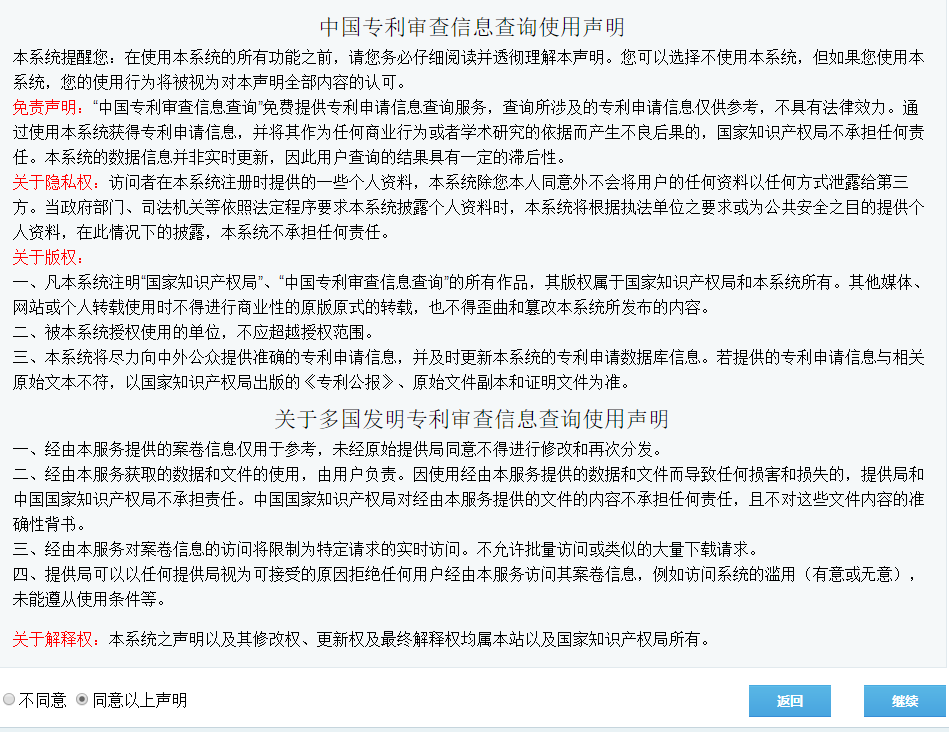 中国专利审查信息查询使用声明
本系统提醒您：在使用本系统的所有功能之前，请您务必仔细阅读并透彻理解本声明。您可以选择不使用本系统，但如果您使用本
系统，您的使用行为将被视为对本声明全部内容的认可。
免责声明：“中国专利审查信息查询”免费提供专利申请信息查询服务，查询所涉及的专利申请信息仅供参考，不具有法律效力。通
过使用本系统获得专利申请信息，并将其作为任何商业行为或者学术研究的依据而产生不良后果的，国家知识产权局不承担任何责
任。本系统的数据信息并非实时更新，因此用户查询的结果具有一定的滞后性。
关于隐私权：访问者在本系统注册时提供的一些个人资料，本系统除您本人同意外不会将用户的任何资料以任何方式泄露给第三
方。当政府部门、司法机关等依照法定程序要求本系统披露个人资料时，本系统将根据执法单位之要求或为公共安全之目的提供个
人资料，在此情况下的披露，本系统不承担任何责任。
关于版权：
一、凡本系统注明“国家知识产权局”、“中国专利审查信息查询”的所有作品，其版权属于国家知识产权局和本系统所有。其他媒体、
网站或个人转载使用时不得进行商业性的原版原式的转载，也不得歪曲和篡改本系统所发布的内容。
二、被本系统授权使用的单位，不应超越授权范围。
三、本系统将尽力向中外公众提供准确的专利申请信息，并及时更新本系统的专利申请数据库信息。若提供的专利申请信息与相关
原始文本不符，以国家知识产权局出版的《专利公报》、原始文件副本和证明文件为准。
关于多国发明专利审查信息查询使用声明
一、经由本服务提供的案卷信息仅用于参考，未经原始提供局同意不得进行修改和再次分发。
二、经由本服务获取的数据和文件的使用，由用户负责。因使用经由本服务提供的数据和文件而导致任何损害和损失的，提供局和
中国国家知识产权局不承担责任。中国国家知识产权局对经由本服务提供的文件的内容不承担任何责任，且不对这些文件内容的准
确性背书。
三、经由本服务对案卷信息的访问将限制为特定请求的实时访问。不允许批量访问或类似的大量下载请求。
四、提供局可以以任何提供局视为可接受的原因拒绝任何用户经由本服务访问其案卷信息，例如访问系统的滥用（有意或无意），
未能遵从使用条件等。
关于解释权：本系统之声明以及其修改权、更新权及最终解释权均属本站以及国家知识产权局所有。
不同意 同意以上声明 返回 继续